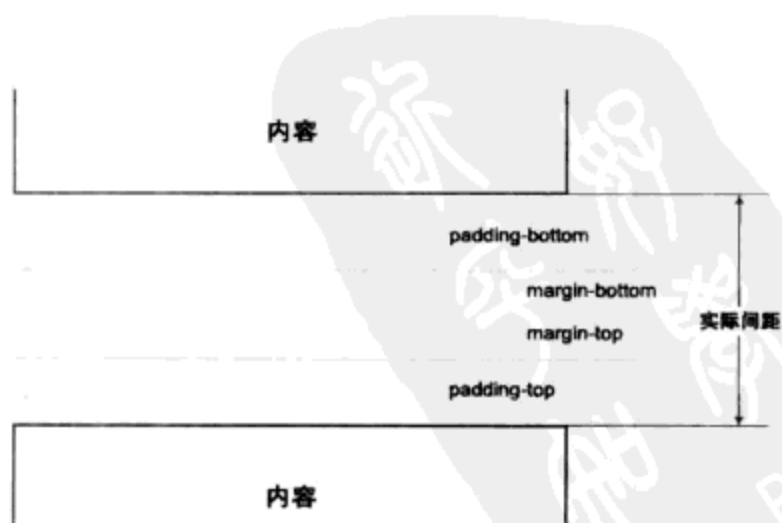 内容
padding-bottom
margin-bottom
实际间距
margin-top
padding-top
内容